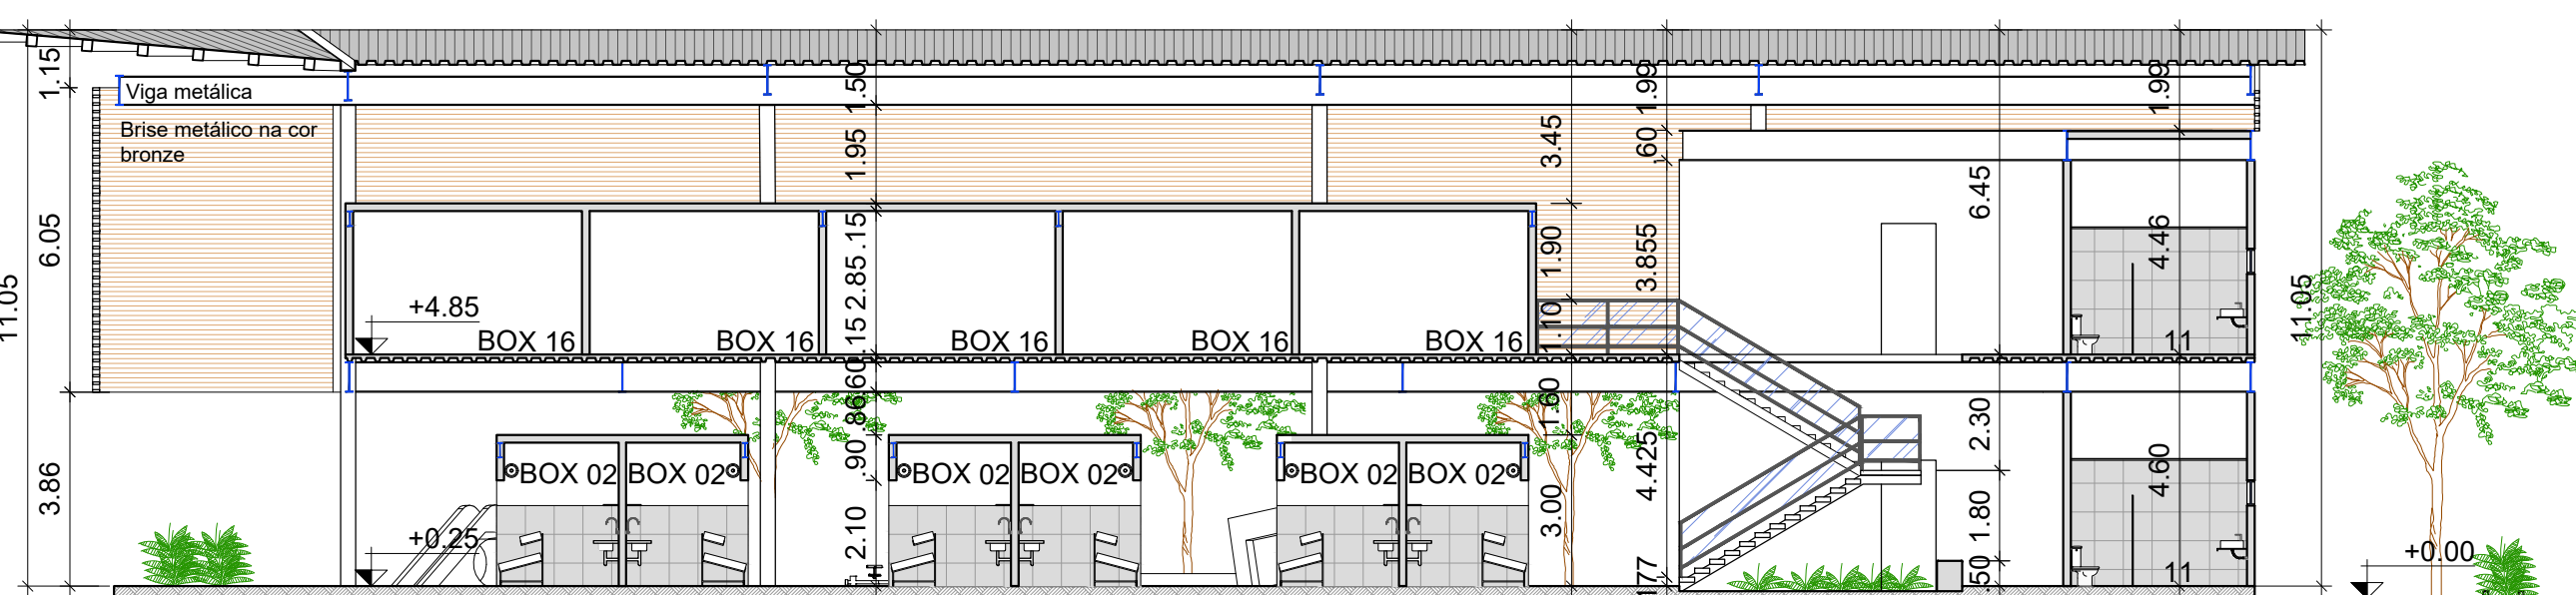 1.15
Viga metálica
Brise metálico na cor
bronze
6.05
11.05
3.86
1.50
1.95
.15
2.85
.15
.60
.86
.90
2.10
3.45
1.90
1.10
1.60
3.00
1.99
.60
3.855
4.425
6.45
2.30
1.80
.50
1.99
4.46
4.60
11.05
+4.85
BOX 16
BOX 16
BOX 16
BOX 16
BOX 16
11
BOX 02
BOX 02
BOX 02
BOX 02
BOX 02
BOX 02
+0.25
11
+0.00